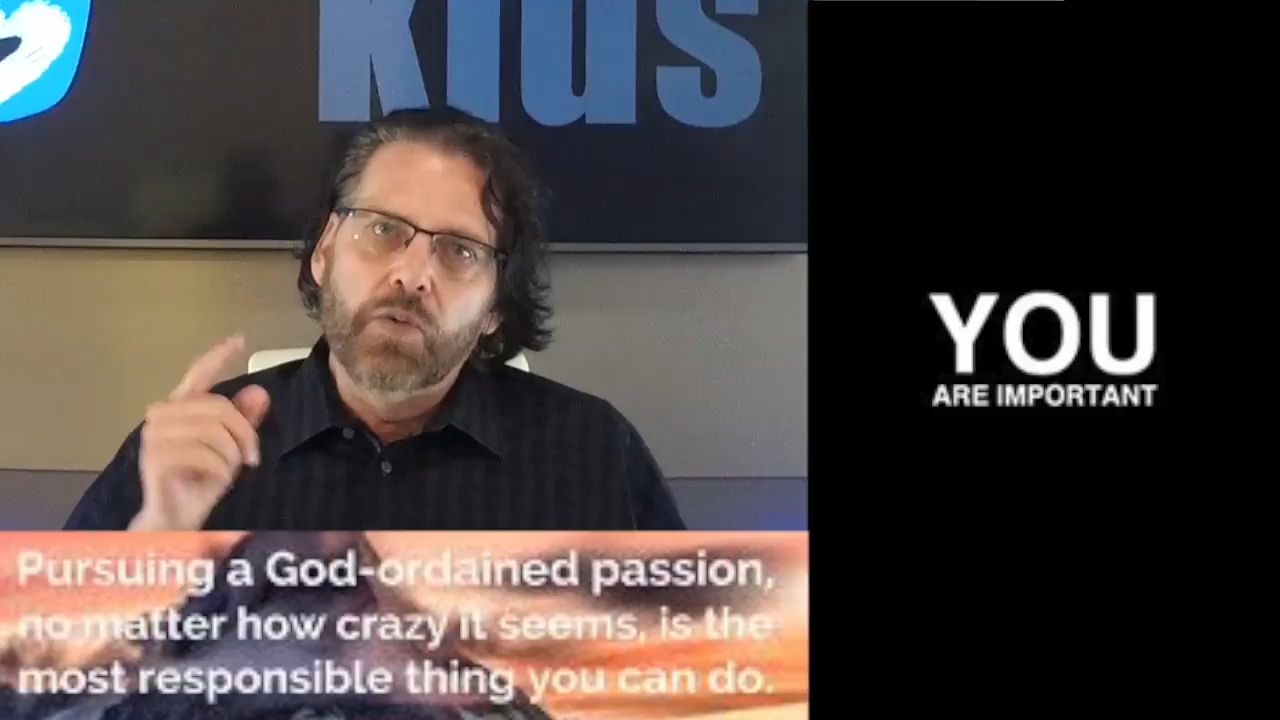 kids
YOU
ARE IMPORTANT
Pursuing a God-ordained passion,
no matter how crazy it seems, is the
most responsible thing you can do.